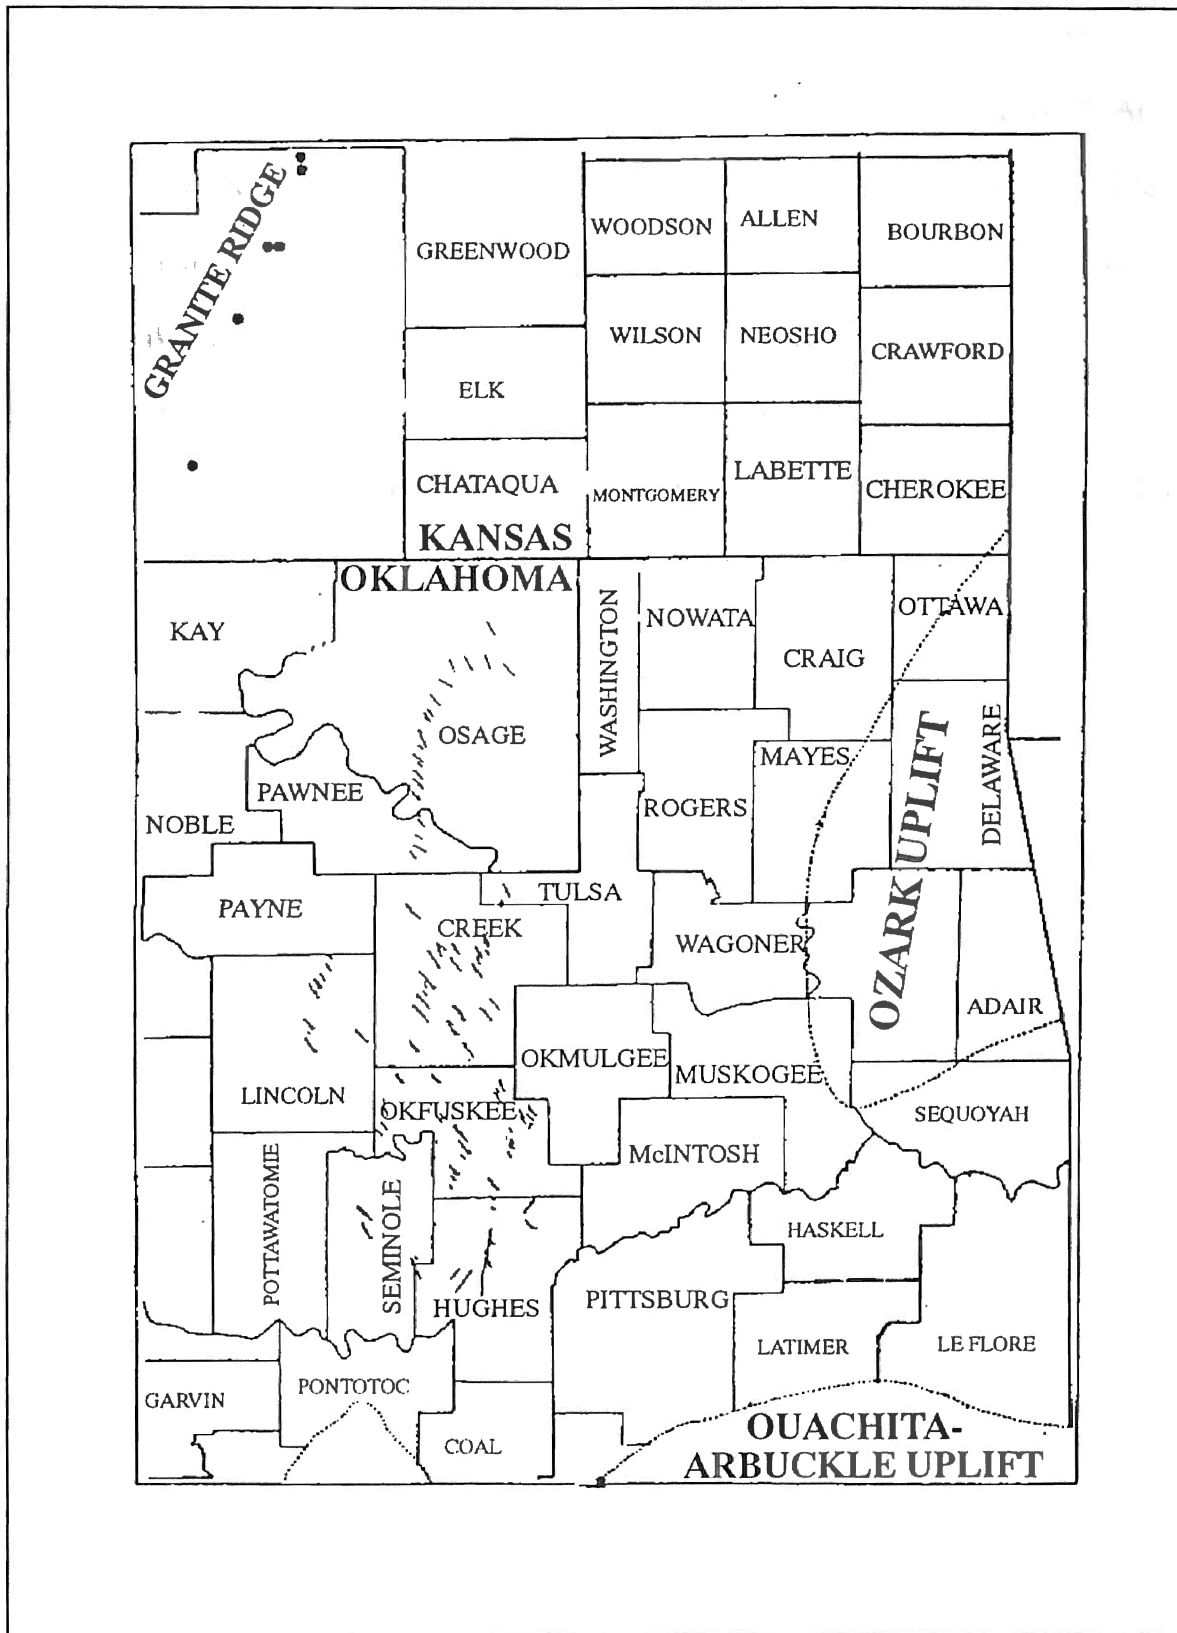 GRANITE RIDGE
GREENWOOD
WOODSON
ALLEN
BOURBON
WILSON
NEOSHO
CRAWFORD
ELK
CHATAQUA
MONTGOMERY
LABETTE
CHEROKEE
KANSAS
OKLAHOMA
KAY
OSAGE
WASHINGTON
NOWATA
CRAIG
OTTAWA
PAWNEE
NOBLE
ROGERS
MAYES
DELAWARE
OZARK UPLIFT
PAYNE
CREEK
TULSA
WAGONER
ADAIR
LINCOLN
OKMULGEE
MUSKOGEE
SEQUOYAH
OKFUSKEE
McINTOSH
POTTAWATOMIE
SEMINOLE
HASKELL
HUGHES
PITTSBURG
LATIMER
LE FLORE
GARVIN
PONTOTOC
COAL
OUACHITA-
ARBUCKLE UPLIFT